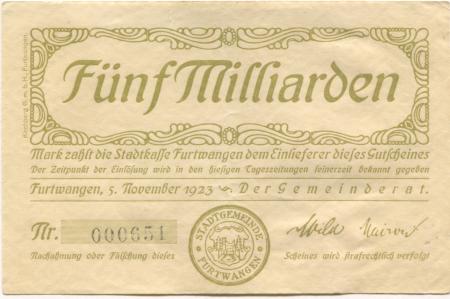 Fünf Milliarden
Mark zahlt die Stadtkasse Furtwangen dem Einlieferer dieses Gutscheines
Der Zeitpunkt der Einlösung wird in den hiesigen Tageszeitungen seinerzeit bekannt gegeben
Furtwangen, 5. November 1923 Der Gemeinderat.
Nr. 000651
STADTGEMEINDE FURTWANGEN
Nachahmung oder Fälschung dieses Scheines wird strafrechtlich verfolgt
G.m.b.H. Furtwangen